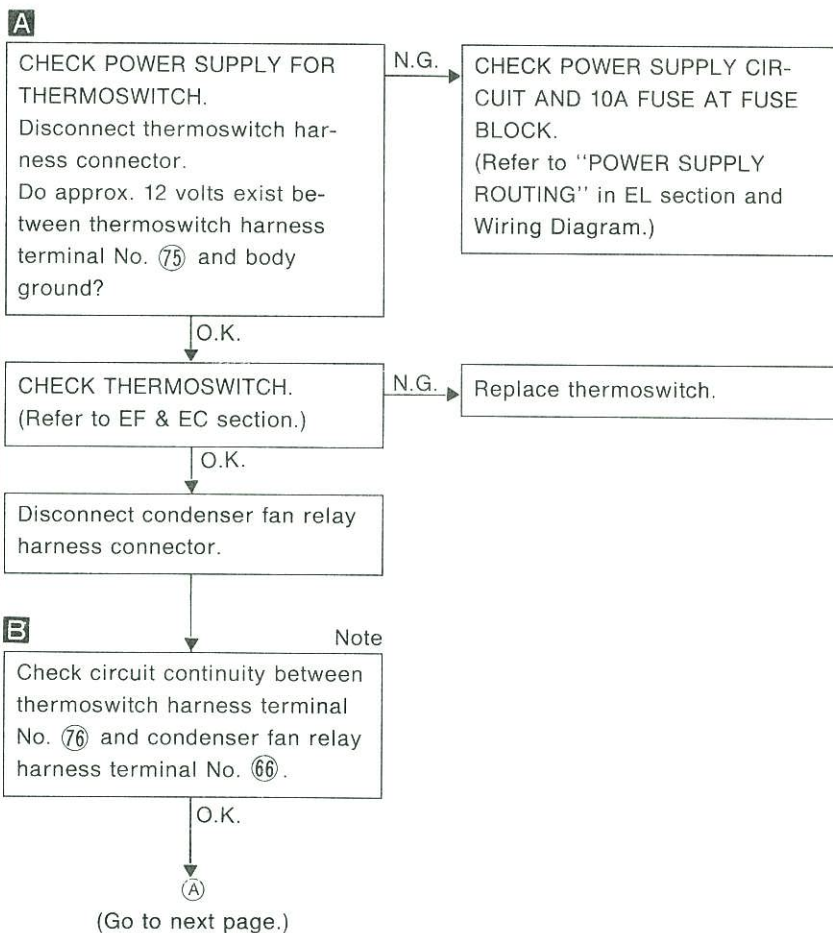 A
CHECK POWER SUPPLY FOR
THERMOSWITCH.
Disconnect thermoswitch har-
ness connector.
Do approx. 12 volts exist be-
tween thermoswitch harness
terminal No. 75 and body
ground?
N.G.
CHECK POWER SUPPLY CIR-
CUIT AND 10A FUSE AT FUSE
BLOCK.
(Refer to "POWER SUPPLY
ROUTING" in EL section and
Wiring Diagram.)
O.K.
CHECK THERMOSWITCH.
(Refer to EF & EC section.)
N.G.
Replace thermoswitch.
O.K.
Disconnect condenser fan relay
harness connector.
B
Note
Check circuit continuity between
thermoswitch harness terminal
No. 76 and condenser fan relay
harness terminal No. 66.
O.K.
A
(Go to next page.)